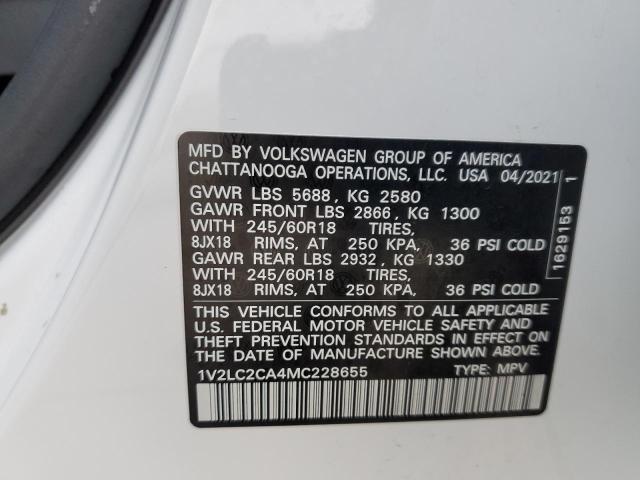 MFD BY VOLKSWAGEN GROUP OF AMERICA
CHATTANOOGA OPERATIONS, LLC. USA 04/2021
GVWR LBS 5688, KG 2580
GAWR FRONT LBS 2866, KG 1300
WITH 245/60R18 TIRES,
8JX18 RIMS, AT 250 KPA, 36 PSI COLD
GAWR REAR LBS 2932, KG 1330
WITH 245/60R18 TIRES,
8JX18 RIMS, AT 250 KPA, 36 PSI COLD
THIS VEHICLE CONFORMS TO ALL APPLICABLE
U.S. FEDERAL MOTOR VEHICLE SAFETY AND
THEFT PREVENTION STANDARDS IN EFFECT ON
THE DATE OF MANUFACTURE SHOWN ABOVE.
1V2LC2CA4MC228655 TYPE: MPV
1629153 1